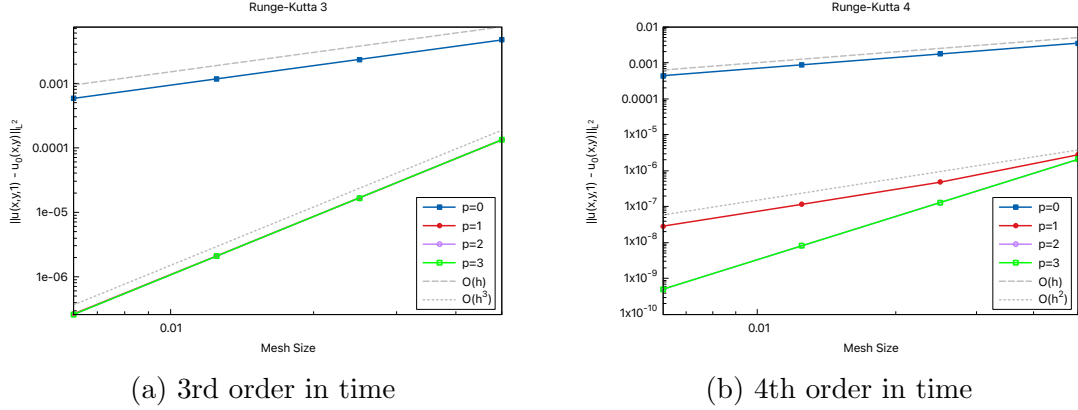 Runge-Kutta 3
||u(x,y,1) - u₀(x,y)||_L²
0.001
0.0001
1e-05
1e-06
0.01
Mesh Size
p=0
p=1
p=2
p=3
O(h)
O(h³)
(a) 3rd order in time
Runge-Kutta 4
||u(x,y,1) - u₀(x,y)||_L²
0.01
0.001
0.0001
1x10⁻⁵
1x10⁻⁶
1x10⁻⁷
1x10⁻⁸
1x10⁻⁹
1x10⁻¹⁰
0.01
Mesh Size
p=0
p=1
p=2
p=3
O(h)
O(h²)
(b) 4th order in time